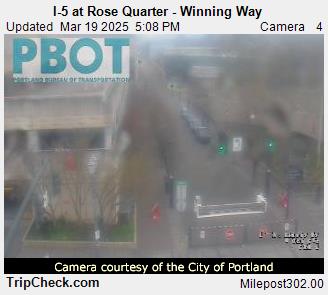 I-5 at Rose Quarter - Winning Way
Updated Mar 19 2025 5:08 PM Camera 4
PBOT
PORTLAND BUREAU OF TRANSPORTATION
Camera courtesy of the City of Portland
TripCheck.com Milepost302.00